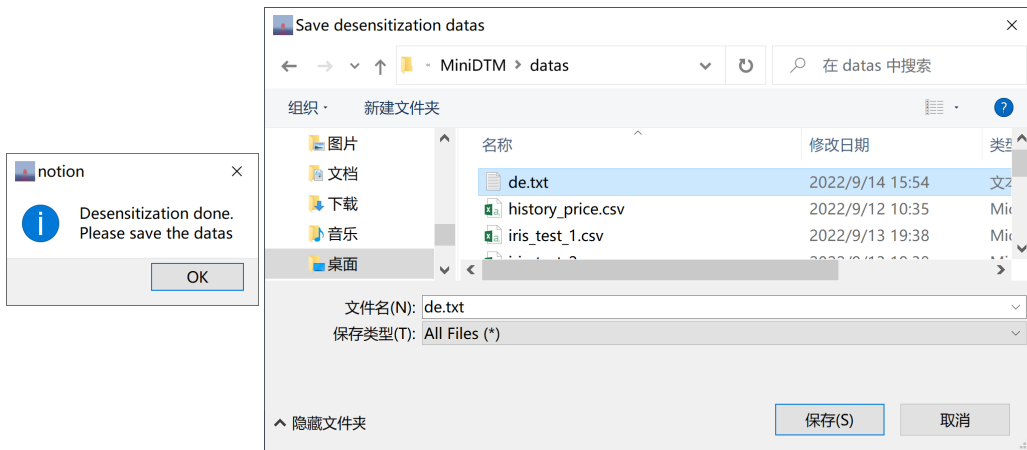 notion
Desensitization done.
Please save the datas
OK
Save desensitization datas
MiniDTM > datas
在 datas 中搜索
组织
新建文件夹
图片
文档
下载
音乐
桌面
名称 修改日期
de.txt 2022/9/14 15:54 文本
history_price.csv 2022/9/12 10:35 Mic
iris_test_1.csv 2022/9/13 19:38 Mic
文件名(N): de.txt
保存类型(T): All Files (*)
隐藏文件夹
保存(S)
取消